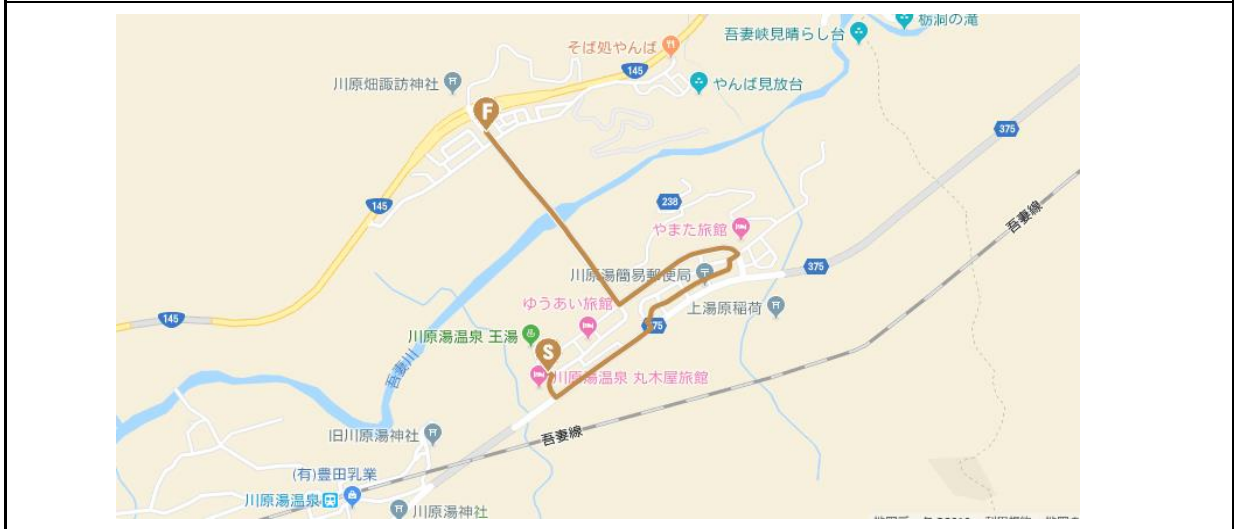 栃洞の滝
吾妻峡見晴らし台
そば処やんば
145
川原畑諏訪神社
やんば見放台
F
375
145
238
吾妻線
やまた旅館
川原湯簡易郵便局
375
ゆうあい旅館
上湯原稲荷
145
375
川原湯温泉 王湯
S
吾妻川
川原湯温泉 丸木屋旅館
旧川原湯神社
吾妻線
(有)豊田乳業
川原湯温泉
川原湯神社